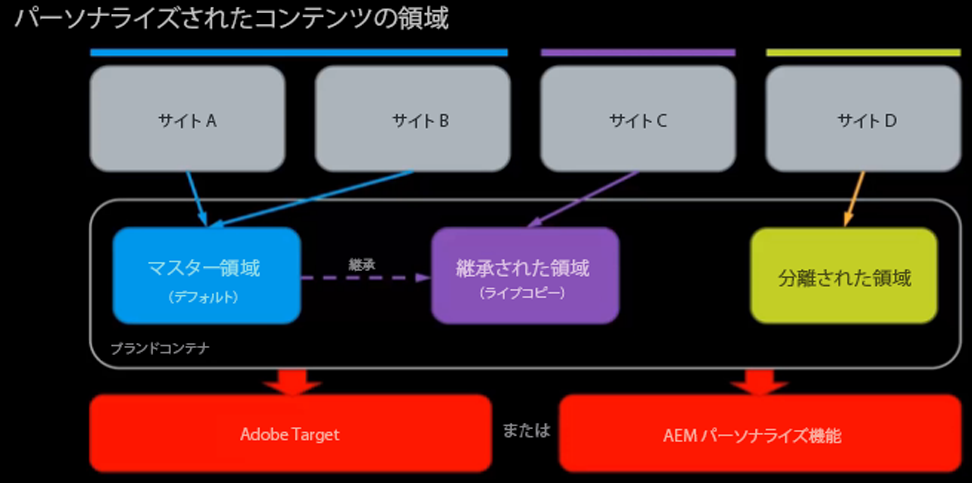 パーソナライズされたコンテンツの領域
サイト A
サイト B
サイト C
サイト D
マスター領域
（デフォルト）
継承
継承された領域
（ライブコピー）
分離された領域
ブランドコンテナ
Adobe Target
または
AEM パーソナライズ機能